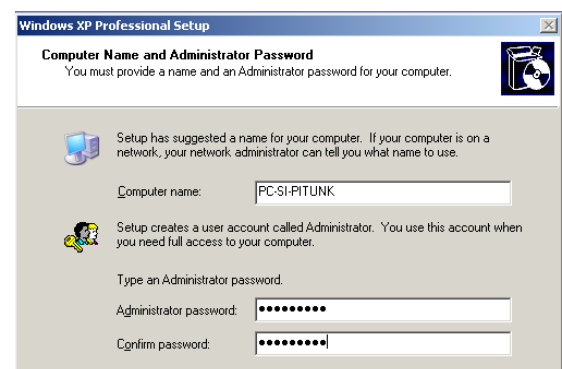 Windows XP Professional Setup
Computer Name and Administrator Password
You must provide a name and an Administrator password for your computer.
Setup has suggested a name for your computer. If your computer is on a
network, your network administrator can tell you what name to use.
Computer name: PC-SI-PITUNK
Setup creates a user account called Administrator. You use this account when
you need full access to your computer.
Type an Administrator password.
Administrator password: •••••••••
Confirm password: •••••••••